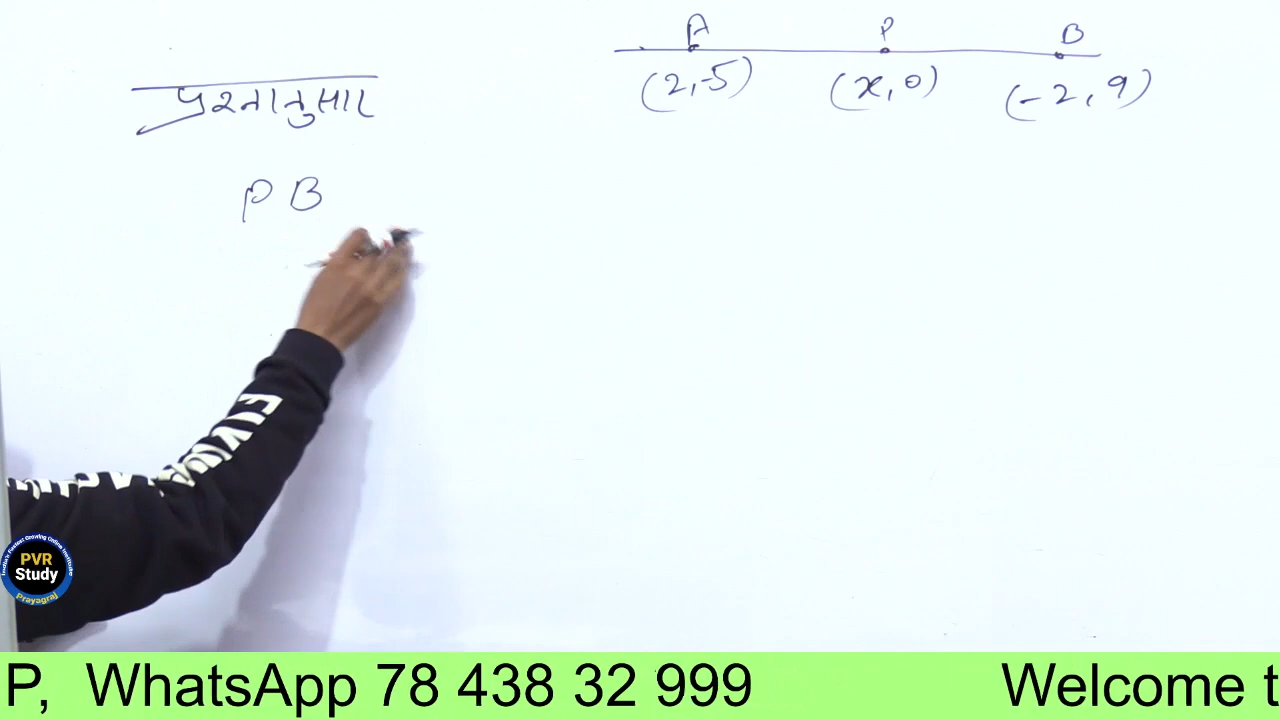 A P B
(2,-5) (x,0) (-2,9)
प्रश्नानुसार
PB
PVR
Study
Prayagraj
P, WhatsApp 78 438 32 999 Welcome t